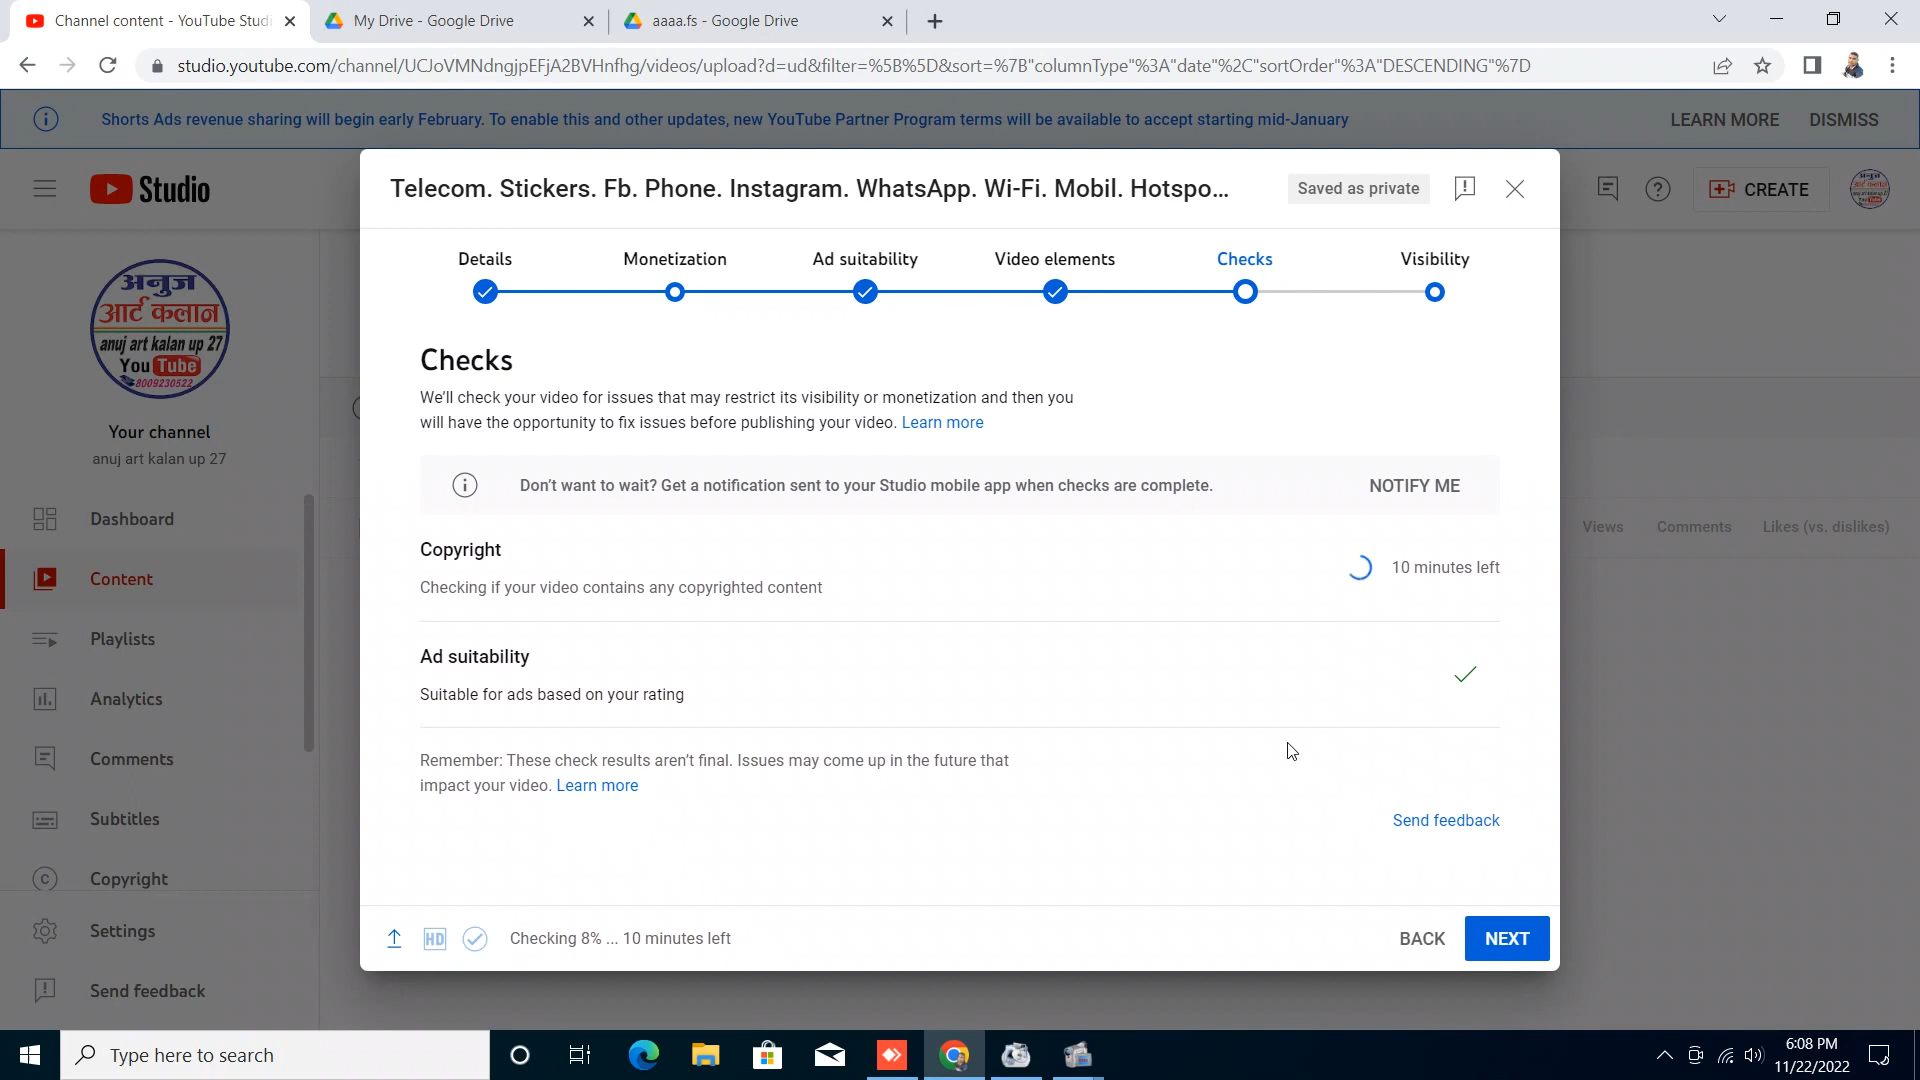 Channel content - YouTube Studi
My Drive - Google Drive
aaaa.fs - Google Drive
studio.youtube.com/channel/UCJoVMNdngjpEFjA2BVHnfhg/videos/upload?d=ud&filter=%5B%5D&sort=%7B"columnType"%3A"date"%2C"sortOrder"%3A"DESCENDING"%7D
Shorts Ads revenue sharing will begin early February. To enable this and other updates, new YouTube Partner Program terms will be available to accept starting mid-January
LEARN MORE
DISMISS
Studio
CREATE
अनुज
आर्ट कलान
anuj art kalan up 27
You Tube
8009230522
Your channel
anuj art kalan up 27
Dashboard
Content
Playlists
Analytics
Comments
Subtitles
Copyright
Settings
Send feedback
Telecom. Stickers. Fb. Phone. Instagram. WhatsApp. Wi-Fi. Mobil. Hotspo...
Saved as private
Details
Monetization
Ad suitability
Video elements
Checks
Visibility
Checks
We'll check your video for issues that may restrict its visibility or monetization and then you
will have the opportunity to fix issues before publishing your video. Learn more
Don't want to wait? Get a notification sent to your Studio mobile app when checks are complete.
NOTIFY ME
Copyright
Checking if your video contains any copyrighted content
10 minutes left
Ad suitability
Suitable for ads based on your rating
Remember: These check results aren't final. Issues may come up in the future that
impact your video. Learn more
Send feedback
HD
Checking 8% ... 10 minutes left
BACK
NEXT
Views
Comments
Likes (vs. dislikes)
Type here to search
6:08 PM
11/22/2022